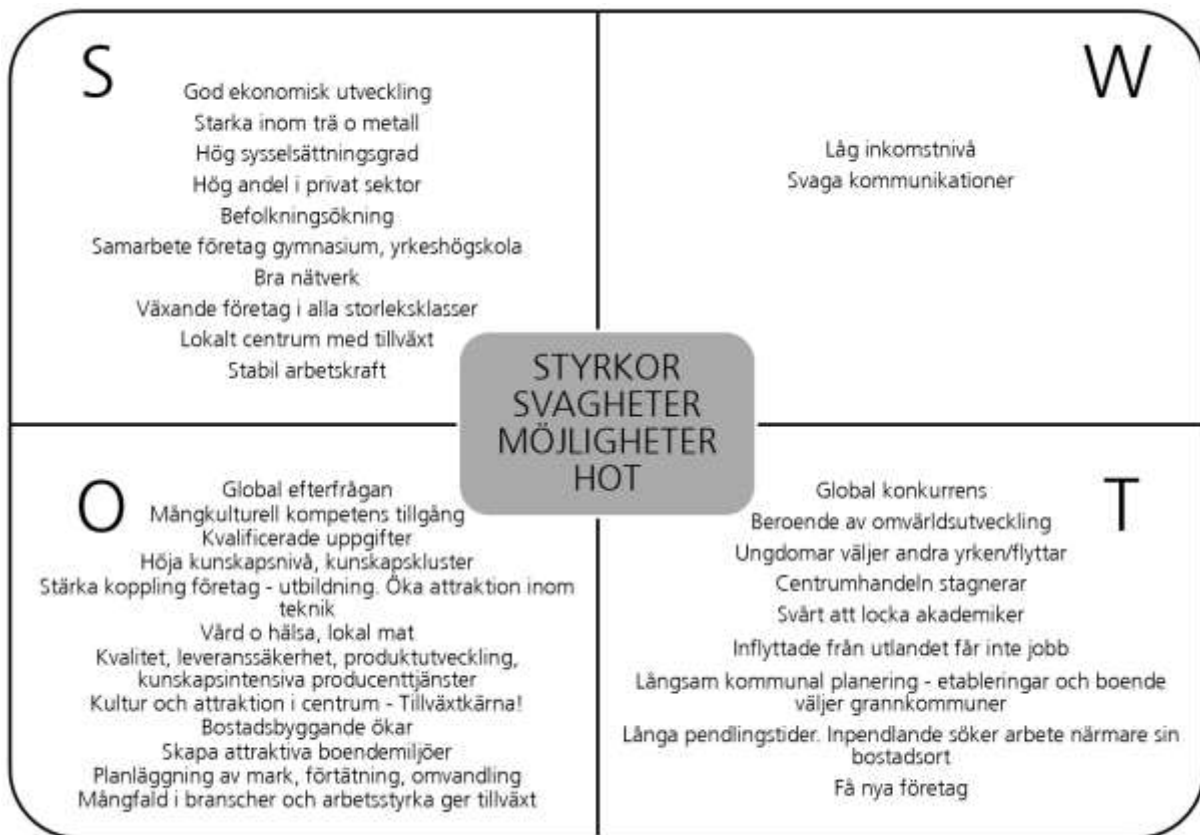 S
God ekonomisk utveckling
Starka inom trä o metall
Hög sysselsättningsgrad
Hög andel i privat sektor
Befolkningsökning
Samarbete företag gymnasium, yrkeshögskola
Bra nätverk
Växande företag i alla storleksklasser
Lokalt centrum med tillväxt
Stabil arbetskraft
W
Låg inkomstnivå
Svaga kommunikationer
STYRKOR
SVAGHETER
MÖJLIGHETER
HOT
O
Global efterfrågan
Mångkulturell kompetens tillgång
Kvalificerade uppgifter
Höja kunskapsnivå, kunskapskluster
Stärka koppling företag - utbildning. Öka attraktion inom
teknik
Vård o hälsa, lokal mat
Kvalitet, leveranssäkerhet, produktutveckling,
kunskapsintensiva producenttjänster
Kultur och attraktion i centrum - Tillväxtkärna!
Bostadsbyggande ökar
Skapa attraktiva boendemiljöer
Planläggning av mark, förtätning, omvandling
Mångfald i branscher och arbetsstyrka ger tillväxt
T
Global konkurrens
Beroende av omvärldsutveckling
Ungdomar väljer andra yrken/flyttar
Centrumhandeln stagnerar
Svårt att locka akademiker
Inflyttade från utlandet får inte jobb
Långsam kommunal planering - etableringar och boende
väljer grannkommuner
Långa pendlingstider. Inpendlande söker arbete närmare sin
bostadsort
Få nya företag